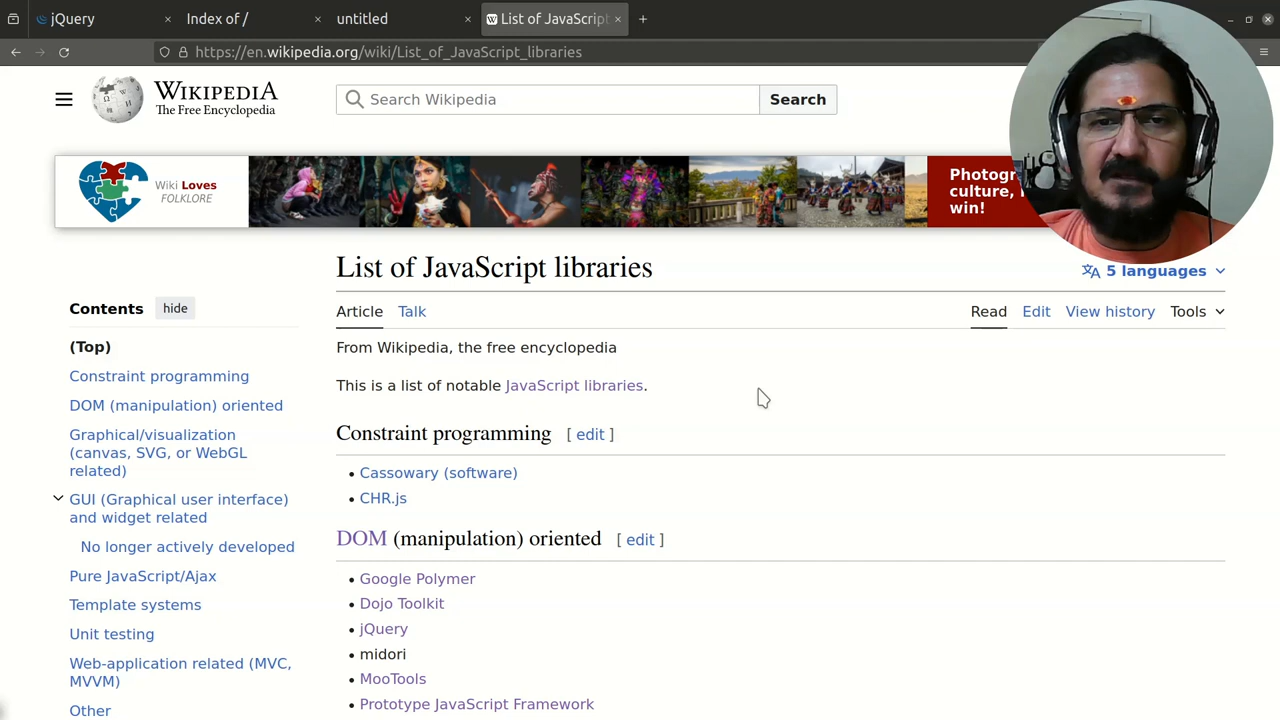 jQuery
Index of /
untitled
List of JavaScript
https://en.wikipedia.org/wiki/List_of_JavaScript_libraries
WIKIPEDIA
The Free Encyclopedia
Search Wikipedia
Search
Wiki Loves
FOLKLORE
culture,
win!
List of JavaScript libraries
5 languages
Contents
hide
Article
Talk
Read
Edit
View history
Tools
(Top)
From Wikipedia, the free encyclopedia
Constraint programming
This is a list of notable JavaScript libraries.
DOM (manipulation) oriented
Graphical/visualization
(canvas, SVG, or WebGL
related)
Constraint programming [ edit ]
Cassowary (software)
CHR.js
GUI (Graphical user interface)
and widget related
No longer actively developed
DOM (manipulation) oriented [ edit ]
Pure JavaScript/Ajax
Google Polymer
Template systems
Dojo Toolkit
Unit testing
jQuery
midori
Web-application related (MVC,
MVVM)
MooTools
Other
Prototype JavaScript Framework